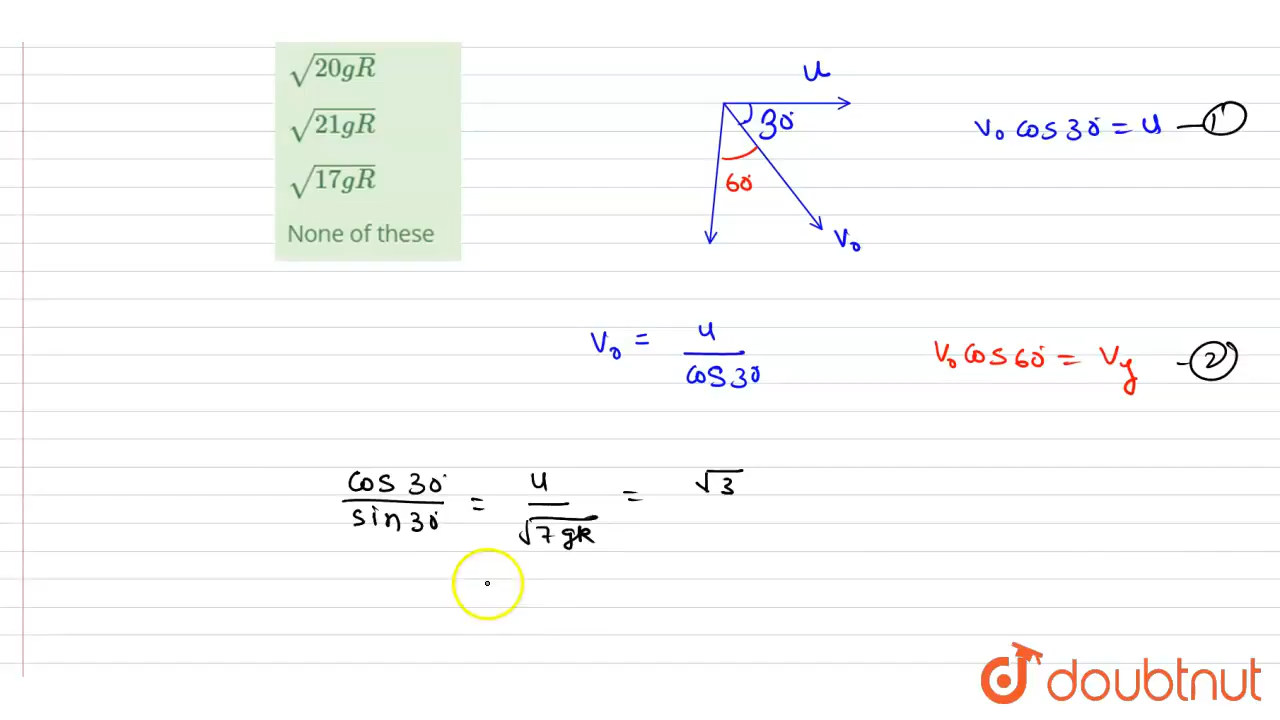 √20gR
√21gR
√17gR
None of these
u
30°
60°
V₀
V₀ cos 30° = u — ①
V₀ = u / cos 30
V₀ cos 60° = Vy - ②
cos 30° / sin 30° = u / √7gR = √3
doubtnut